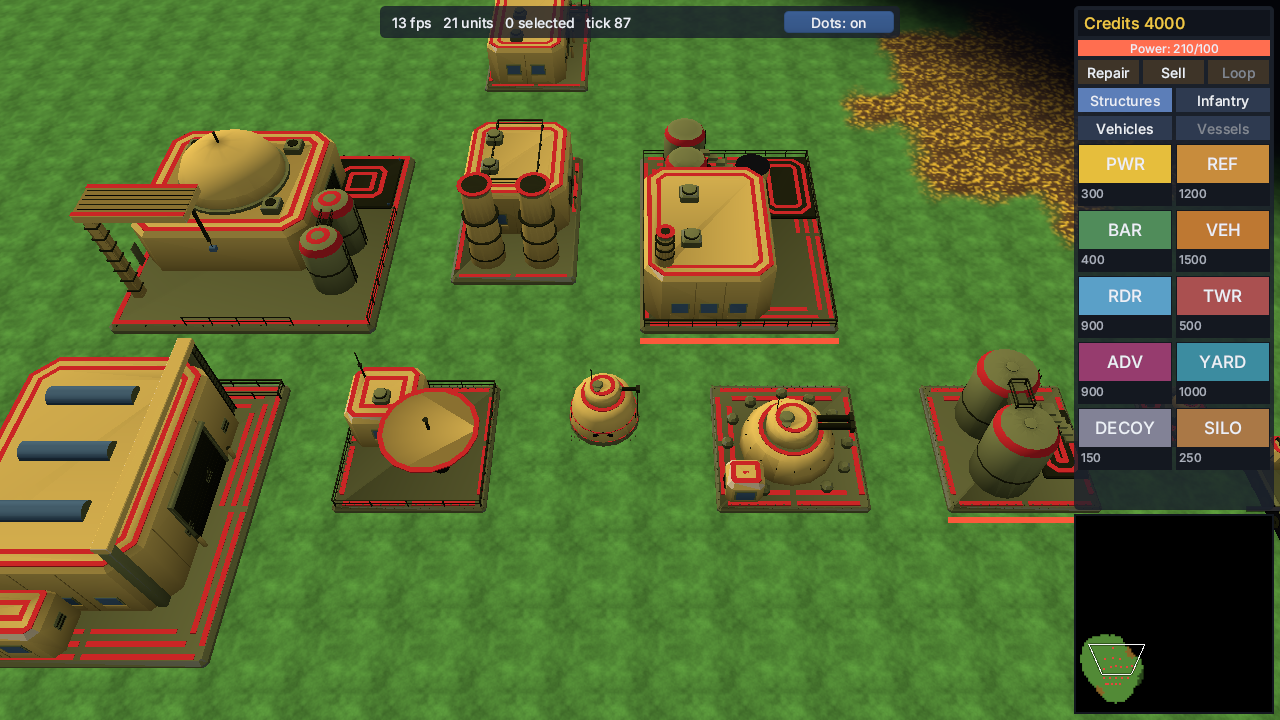 13 fps 21 units 0 selected tick 87
Dots: on
Credits 4000
Power: 210/100
Repair Sell Loop
Structures Infantry
Vehicles Vessels
PWR REF
300 1200
BAR VEH
400 1500
RDR TWR
900 500
ADV YARD
900 1000
DECOY SILO
150 250